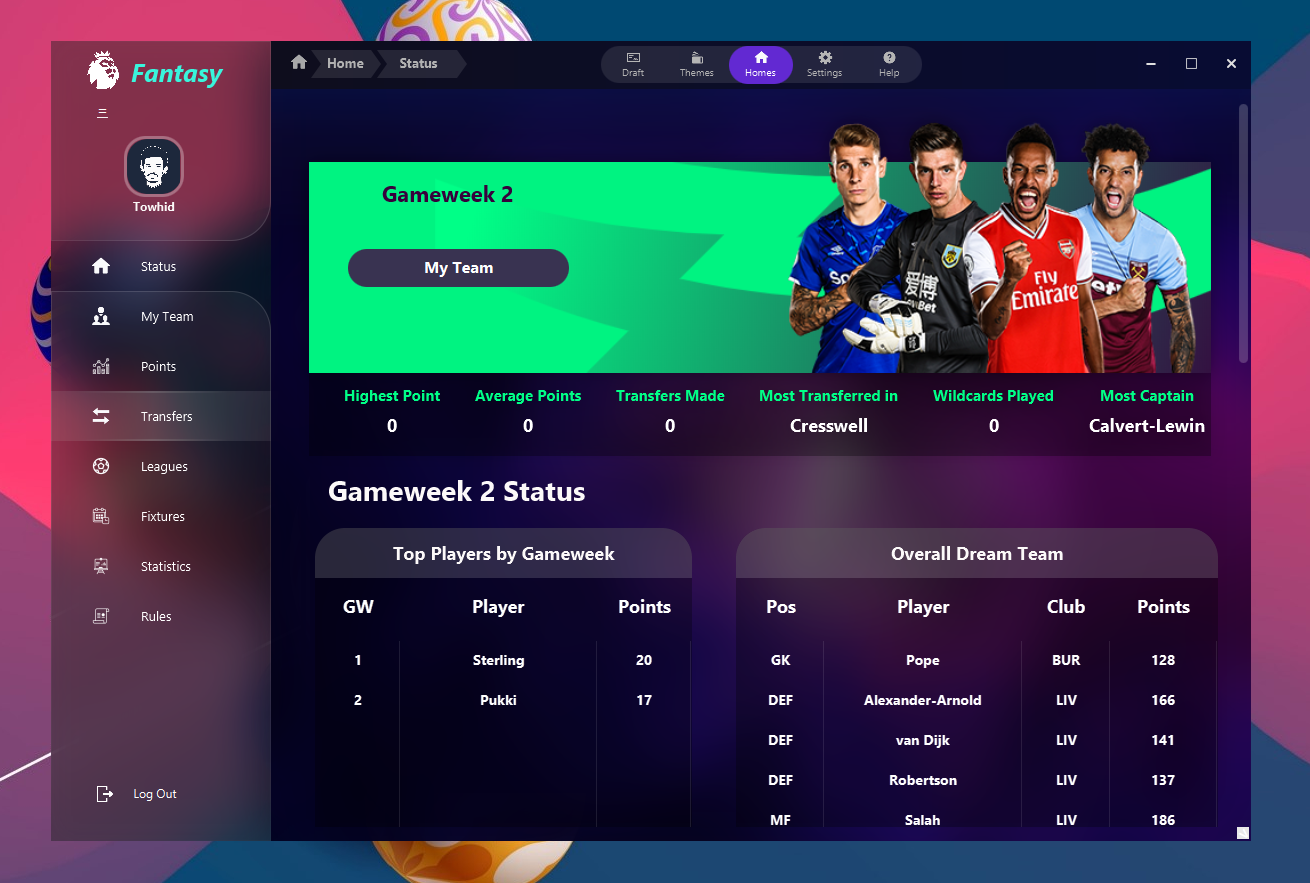 Fantasy
Towhid
Status
My Team
Points
Transfers
Leagues
Fixtures
Statistics
Rules
Log Out
Home Status
Draft Themes Homes Settings Help
Gameweek 2
My Team
爱博
Fly
Emirate
Highest Point Average Points Transfers Made Most Transferred in Wildcards Played Most Captain
0 0 0 Cresswell 0 Calvert-Lewin
Gameweek 2 Status
Top Players by Gameweek
GW Player Points
1 Sterling 20
2 Pukki 17
Overall Dream Team
Pos Player Club Points
GK Pope BUR 128
DEF Alexander-Arnold LIV 166
DEF van Dijk LIV 141
DEF Robertson LIV 137
MF Salah LIV 186